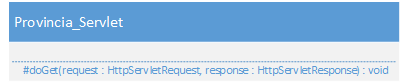 Provincia_Servlet
#doGet(request : HttpServletRequest, response : HttpServletResponse) : void